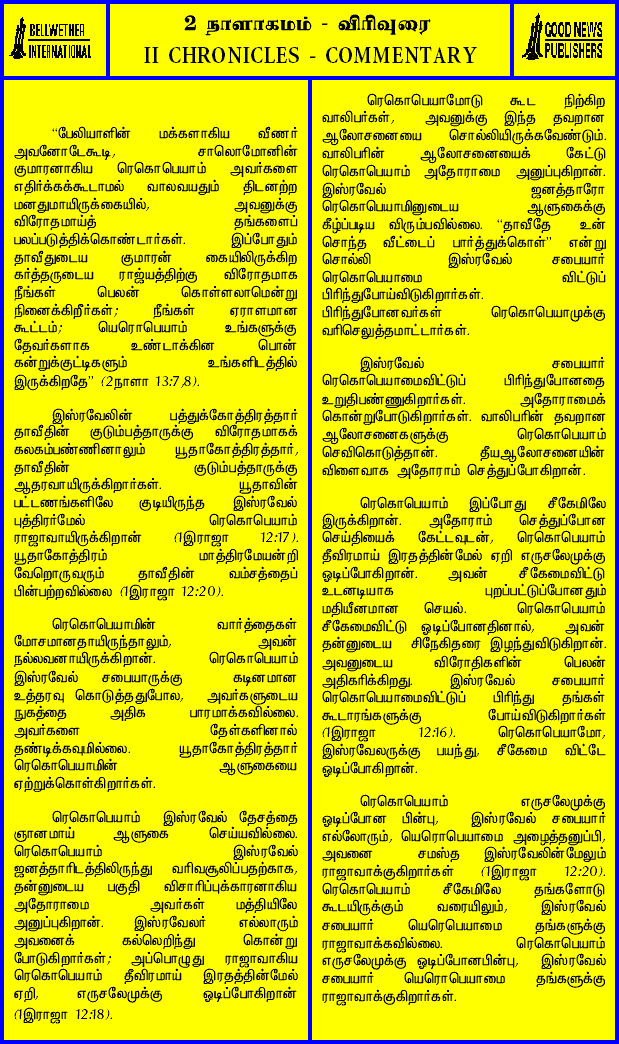 BELLWETHER
INTERNATIONAL
2 நாளாகமம் - விரிவுரை
II CHRONICLES - COMMENTARY
GOOD NEWS
PUBLISHERS
“பேலியாளின் மக்களாகிய வீணர்
அவனோடேகூடி, சாலொமோனின்
குமாரனாகிய ரெகொபெயாம் அவர்களை
எதிர்க்கக்கூடாமல் வாலவயதும் திடனற்ற
மனதுமாயிருக்கையில், அவனுக்கு
விரோதமாய்த் தங்களைப்
பலப்படுத்திக்கொண்டார்கள். இப்போதும்
தாவீதுடைய குமாரன் கையிலிருக்கிற
கர்த்தருடைய ராஜ்யத்திற்கு விரோதமாக
நீங்கள் பெலன் கொள்ளலாமென்று
நினைக்கிறீர்கள்; நீங்கள் ஏராளமான
கூட்டம்; யெரொபெயாம் உங்களுக்கு
தேவர்களாக உண்டாக்கின பொன்
கன்றுக்குட்டிகளும் உங்களிடத்தில்
இருக்கிறதே” (2நாளா 13:7,8).
இஸ்ரவேலின் பத்துக்கோத்திரத்தார்
தாவீதின் குடும்பத்தாருக்கு விரோதமாகக்
கலகம்பண்ணினாலும் யூதாகோத்திரத்தார்,
தாவீதின் குடும்பத்தாருக்கு
ஆதரவாயிருக்கிறார்கள். யூதாவின்
பட்டணங்களிலே குடியிருந்த இஸ்ரவேல்
புத்திரர்மேல் ரெகொபெயாம்
ராஜாவாயிருக்கிறான் (1இராஜா 12:17).
யூதாகோத்திரம் மாத்திரமேயன்றி
வேறொருவரும் தாவீதின் வம்சத்தைப்
பின்பற்றவில்லை (1இராஜா 12:20).
ரெகொபெயாமின் வார்த்தைகள்
மோசமானதாயிருந்தாலும், அவன்
நல்லவனாயிருக்கிறான். ரெகொபெயாம்
இஸ்ரவேல் சபையாருக்கு கடினமான
உத்தரவு கொடுத்ததுபோல, அவர்களுடைய
நுகத்தை அதிக பாரமாக்கவில்லை.
அவர்களை தேள்களினால்
தண்டிக்கவுமில்லை. யூதாகோத்திரத்தார்
ரெகொபெயாமின் ஆளுகையை
ஏற்றுக்கொள்கிறார்கள்.
ரெகொபெயாம் இஸ்ரவேல் தேசத்தை
ஞானமாய் ஆளுகை செய்யவில்லை.
ரெகொபெயாம் இஸ்ரவேல்
ஜனத்தாரிடத்திலிருந்து வரிவசூலிப்பதற்காக,
தன்னுடைய பகுதி விசாரிப்புக்காரனாகிய
அதோராமை அவர்கள் மத்தியிலே
அனுப்புகிறான். இஸ்ரவேலர் எல்லாரும்
அவனைக் கல்லெறிந்து கொன்று
போடுகிறார்கள்; அப்பொழுது ராஜாவாகிய
ரெகொபெயாம் தீவிரமாய் இரதத்தின்மேல்
ஏறி, எருசலேமுக்கு ஓடிப்போகிறான்
(1இராஜா 12:18).
ரெகொபெயாமோடு கூட நிற்கிற
வாலிபர்கள், அவனுக்கு இந்த தவறான
ஆலோசனையை சொல்லியிருக்கவேண்டும்.
வாலிபரின் ஆலோசனையைக் கேட்டு
ரெகொபெயாம் அதோராமை அனுப்புகிறான்.
இஸ்ரவேல் ஜனத்தாரோ
ரெகொபெயாமினுடைய ஆளுகைக்கு
கீழ்ப்படிய விரும்பவில்லை. “தாவீதே உன்
சொந்த வீட்டைப் பார்த்துக்கொள்” என்று
சொல்லி இஸ்ரவேல் சபையார்
ரெகொபெயாமை விட்டுப்
பிரிந்துபோய்விடுகிறார்கள்.
பிரிந்துபோனவர்கள் ரெகொபெயாமுக்கு
வரிசெலுத்தமாட்டார்கள்.
இஸ்ரவேல் சபையார்
ரெகொபெயாமைவிட்டுப் பிரிந்துபோனதை
உறுதிபண்ணுகிறார்கள். அதோராமைக்
கொன்றுபோடுகிறார்கள். வாலிபரின் தவறான
ஆலோசனைகளுக்கு ரெகொபெயாம்
செவிகொடுத்தான். தீயஆலோசனையின்
விளைவாக அதோராம் செத்துப்போகிறான்.
ரெகொபெயாம் இப்போது சீகேமிலே
இருக்கிறான். அதோராம் செத்துப்போன
செய்தியைக் கேட்டவுடன், ரெகொபெயாம்
தீவிரமாய் இரதத்தின்மேல் ஏறி எருசலேமுக்கு
ஓடிப்போகிறான். அவன் சீகேமைவிட்டு
உடனடியாக புறப்பட்டுப்போனதும்
மதியீனமான செயல். ரெகொபெயாம்
சீகேமைவிட்டு ஓடிப்போனதினால், அவன்
தன்னுடைய சிநேகிதரை இழந்துவிடுகிறான்.
அவனுடைய விரோதிகளின் பெலன்
அதிகரிக்கிறது. இஸ்ரவேல் சபையார்
ரெகொபெயாமைவிட்டுப் பிரிந்து தங்கள்
கூடாரங்களுக்கு போய்விடுகிறார்கள்
(1இராஜா 12:16). ரெகொபெயாமோ,
இஸ்ரவேலருக்கு பயந்து, சீகேமை விட்டே
ஓடிப்போகிறான்.
ரெகொபெயாம் எருசலேமுக்கு
ஓடிப்போன பின்பு, இஸ்ரவேல் சபையார்
எல்லோரும், யெரொபெயாமை அழைத்தனுப்பி,
அவனை சமஸ்த இஸ்ரவேலின்மேலும்
ராஜாவாக்குகிறார்கள் (1இராஜா 12:20).
ரெகொபெயாம் சீகேமிலே தங்களோடு
கூடயிருக்கும் வரையிலும், இஸ்ரவேல்
சபையார் யெரெபெயாமை தங்களுக்கு
ராஜாவாக்கவில்லை. ரெகொபெயாம்
எருசலேமுக்கு ஓடிப்போனபின்பு, இஸ்ரவேல்
சபையார் யெரொபெயாமை தங்களுக்கு
ராஜாவாக்குகிறார்கள்.